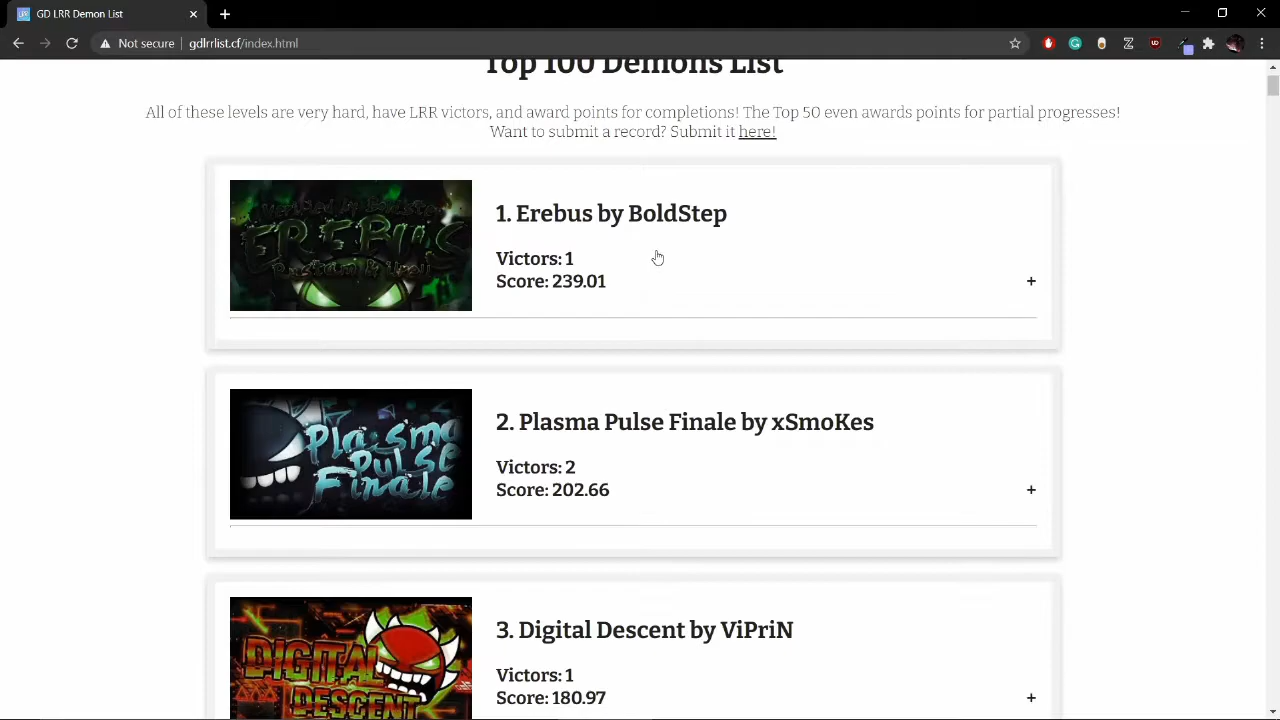 GD LRR Demon List
Not secure | gdlrrlist.cf/index.html
Top 100 Demons List
All of these levels are very hard, have LRR victors, and award points for completions! The Top 50 even awards points for partial progresses!
Want to submit a record? Submit it here!
Verified by BoldStep
EREBUS
1. Erebus by BoldStep
Victors: 1
Score: 239.01
+
Plasma
Pulse
Finale
2. Plasma Pulse Finale by xSmoKes
Victors: 2
Score: 202.66
+
DIGITAL
DESCENT
3. Digital Descent by ViPriN
Victors: 1
Score: 180.97
+